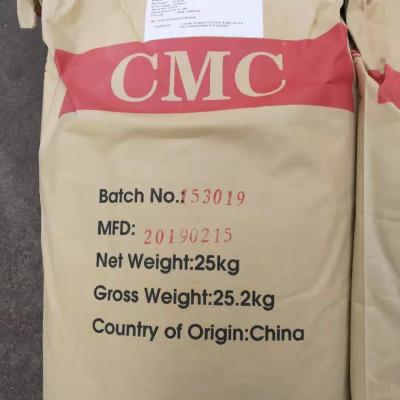 CMC
Batch No.:153019
MFD: 20190215
Net Weight:25kg
Gross Weight:25.2kg
Country of Origin:China